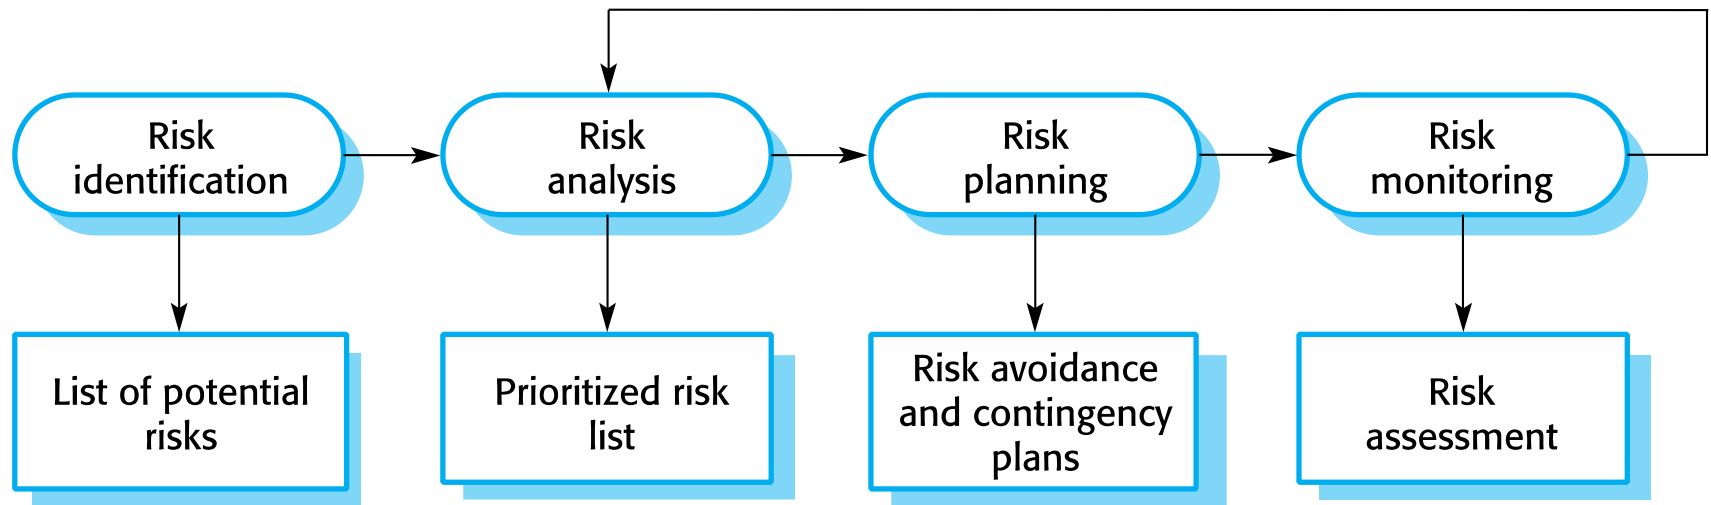 Risk
identification
Risk
analysis
Risk
planning
Risk
monitoring
List of potential
risks
Prioritized risk
list
Risk avoidance
and contingency
plans
Risk
assessment